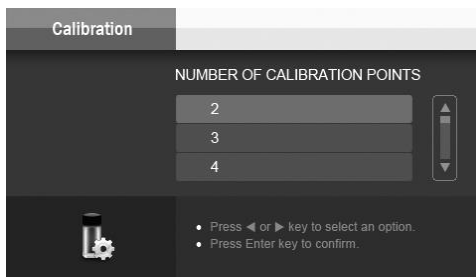 Calibration
NUMBER OF CALIBRATION POINTS
2
3
4
• Press ◀ or ▶ key to select an option.
• Press Enter key to confirm.